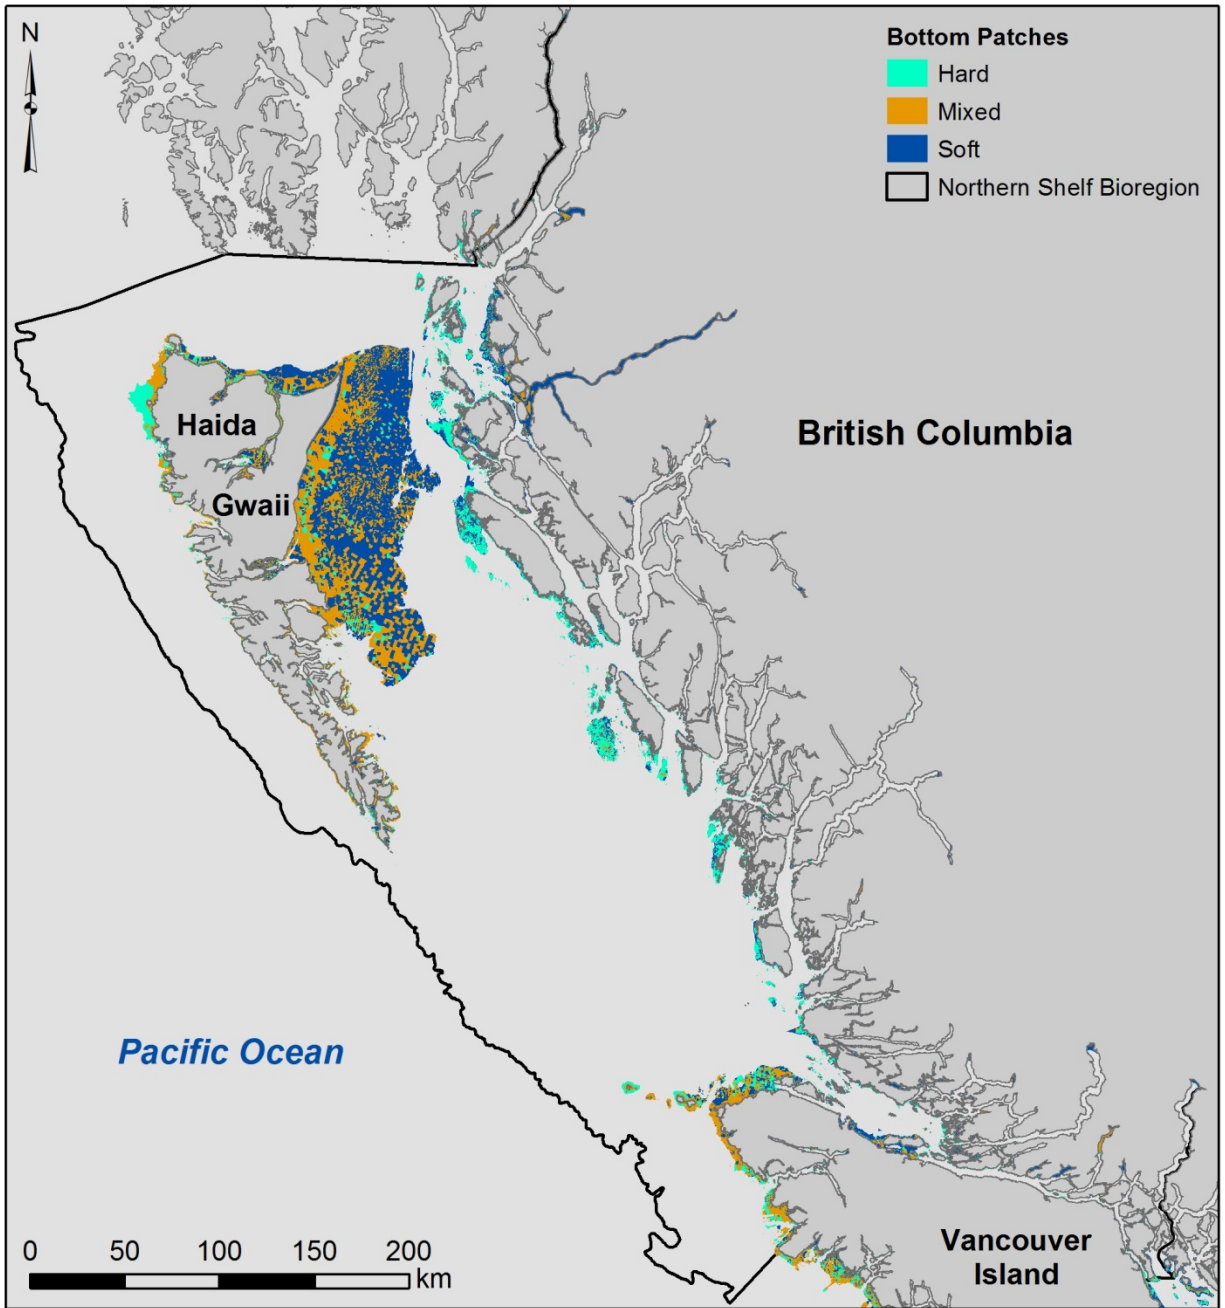 N
Bottom Patches
Hard
Mixed
Soft
Northern Shelf Bioregion
Haida
Gwaii
British Columbia
Pacific Ocean
Vancouver
Island
0 50 100 150 200
km